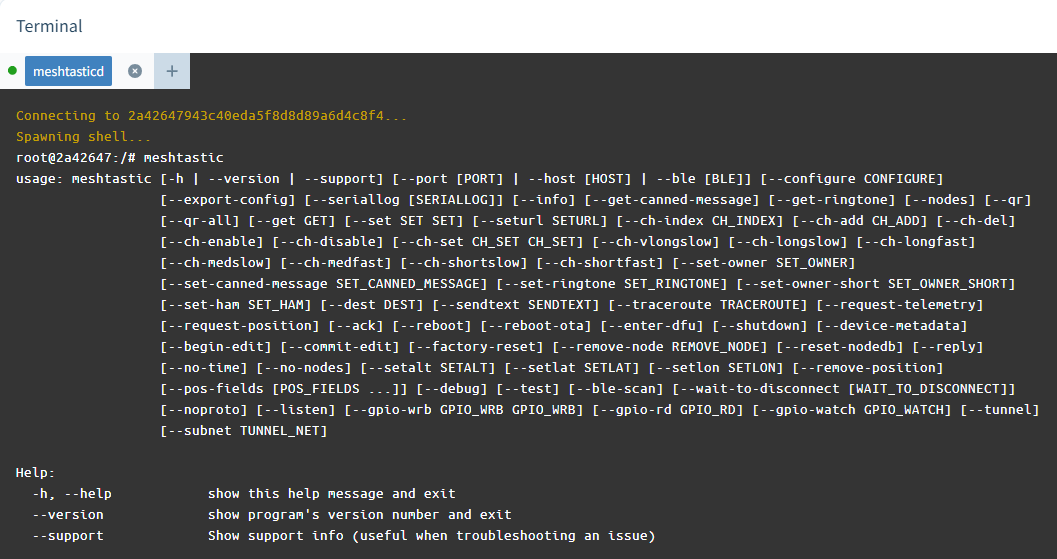 Terminal
meshtasticd
Connecting to 2a42647943c40eda5f8d8d89a6d4c8f4...
Spawning shell...
root@2a42647:/# meshtastic
usage: meshtastic [-h | --version | --support] [--port [PORT] | --host [HOST] | --ble [BLE]] [--configure CONFIGURE]
[--export-config] [--seriallog [SERIALLOG]] [--info] [--get-canned-message] [--get-ringtone] [--nodes] [--qr]
[--qr-all] [--get GET] [--set SET SET] [--seturl SETURL] [--ch-index CH_INDEX] [--ch-add CH_ADD] [--ch-del]
[--ch-enable] [--ch-disable] [--ch-set CH_SET CH_SET] [--ch-vlongslow] [--ch-longslow] [--ch-longfast]
[--ch-medslow] [--ch-medfast] [--ch-shortslow] [--ch-shortfast] [--set-owner SET_OWNER]
[--set-canned-message SET_CANNED_MESSAGE] [--set-ringtone SET_RINGTONE] [--set-owner-short SET_OWNER_SHORT]
[--set-ham SET_HAM] [--dest DEST] [--sendtext SENDTEXT] [--traceroute TRACEROUTE] [--request-telemetry]
[--request-position] [--ack] [--reboot] [--reboot-ota] [--enter-dfu] [--shutdown] [--device-metadata]
[--begin-edit] [--commit-edit] [--factory-reset] [--remove-node REMOVE_NODE] [--reset-nodedb] [--reply]
[--no-time] [--no-nodes] [--setalt SETALT] [--setlat SETLAT] [--setlon SETLON] [--remove-position]
[--pos-fields [POS_FIELDS ...]] [--debug] [--test] [--ble-scan] [--wait-to-disconnect [WAIT_TO_DISCONNECT]]
[--noproto] [--listen] [--gpio-wrb GPIO_WRB GPIO_WRB] [--gpio-rd GPIO_RD] [--gpio-watch GPIO_WATCH] [--tunnel]
[--subnet TUNNEL_NET]
Help:
-h, --help show this help message and exit
--version show program's version number and exit
--support Show support info (useful when troubleshooting an issue)